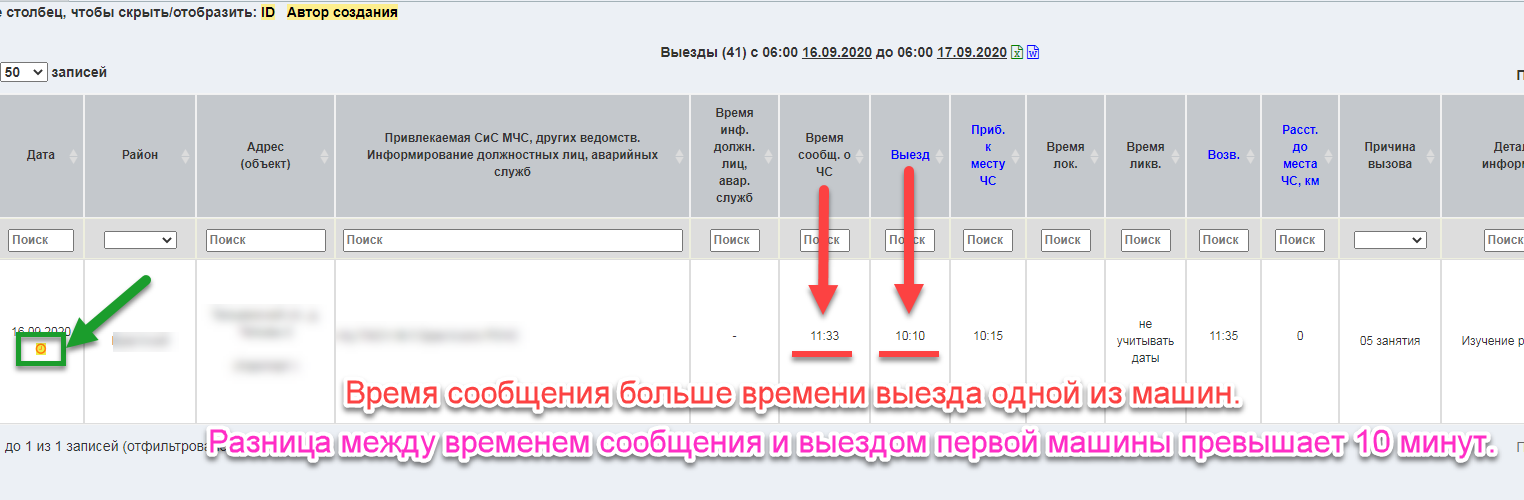 е столбец, чтобы скрыть/отобразить: ID Автор создания
Выезды (41) с 06:00 16.09.2020 до 06:00 17.09.2020
50 записей
Дата
Район
Адрес
(объект)
Привлекаемая СиС МЧС, других ведомств.
Информирование должностных лиц, аварийных
служб
Время
инф.
должн.
лиц,
авар.
служб
Время
сообщ. о
ЧС
Выезд
Приб.
к
месту
ЧС
Время
лок.
Время
ликв.
Возв.
Расст.
до
места
ЧС, км
Причина
вызова
Детал
информ
Поиск Поиск Поиск Поиск Поиск Поиск Поиск Поиск Поиск Поиск Поиск Поиск
16.09.2020
-
11:33
10:10
10:15
не
учитывать
даты
11:35
0
05 занятия
Изучение р
Время сообщения больше времени выезда одной из машин.
до 1 из 1 записей (отфильтрова
Разница между временем сообщения и выездом первой машины превышает 10 минут.